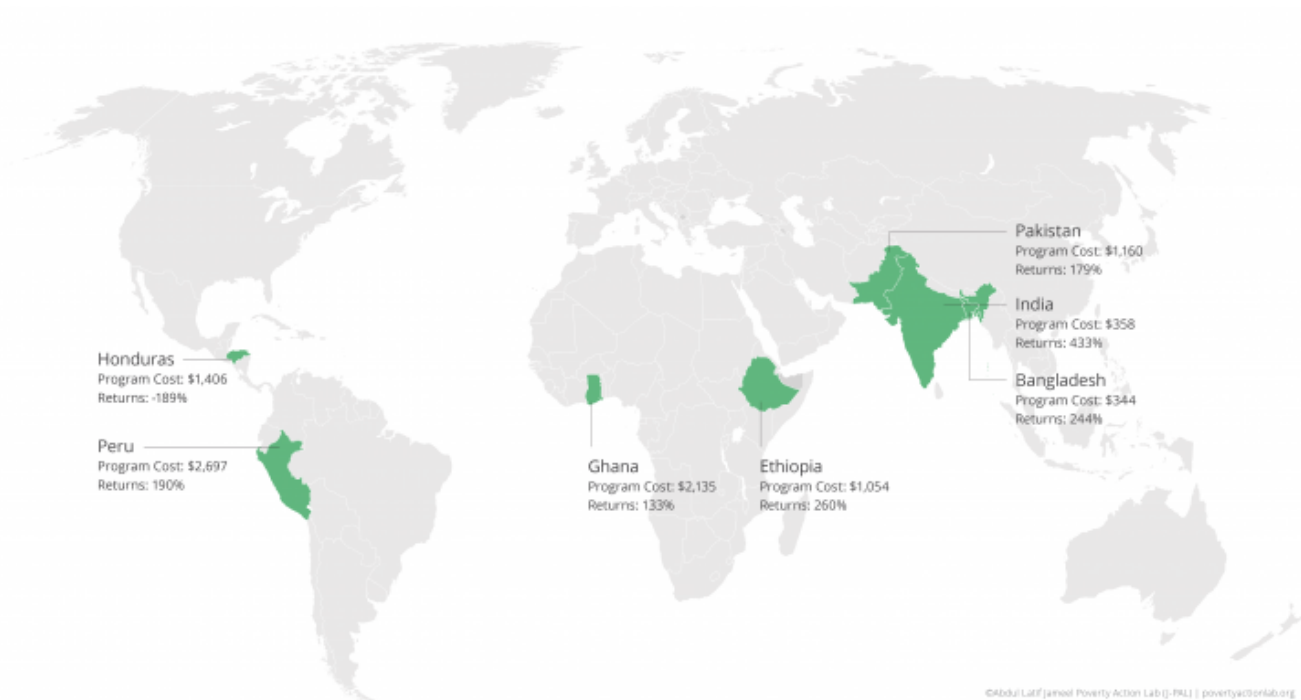 Pakistan
Program Cost: $1,160
Returns: 179%
India
Program Cost: $358
Returns: 433%
Bangladesh
Program Cost: $344
Returns: 244%
Honduras
Program Cost: $1,406
Returns: -189%
Peru
Program Cost: $2,697
Returns: 190%
Ghana
Program Cost: $2,135
Returns: 133%
Ethiopia
Program Cost: $1,054
Returns: 260%
©Abdul Latif Jameel Poverty Action Lab (J-PAL) | povertyactionlab.org